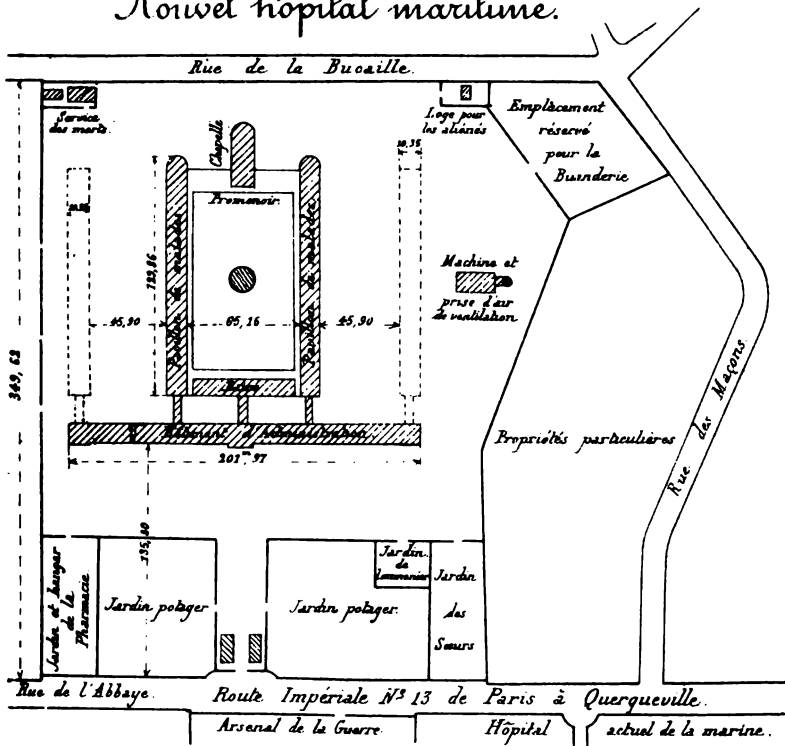 Nouvel hôpital maritime.
Rue de la Bucaille.
Service
des morts.
Chapelle
Loge pour
les aliénés
Emplacement
réservé
pour la
Buanderie
10,35
Promenoir
Pavillon de malades
Pavillon de malades
122,86
Machine et
prise d'air
de ventilation
45,90
65,16
45,90
349,62
Bâtiment d'administration.
201m,97
Propriétés particulières
Rue des Maçons.
135,80
Jardin et hangar
de la
Pharmacie
Jardin potager
Jardin potager.
Jardin
de
l'aumonier
Jardin
des
Sœurs
Rue de l'Abbaye.
Route Impériale Nº 13 de Paris à Querqueville.
Arsenal de la Guerre.
Hôpital
actuel de la marine.